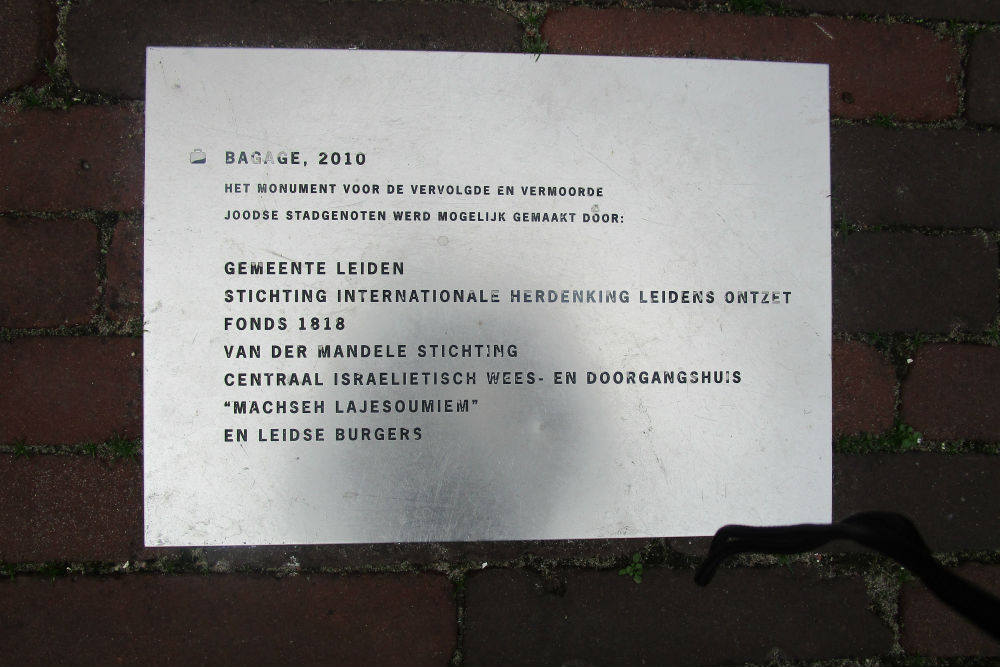 BAGAGE, 2010
HET MONUMENT VOOR DE VERVOLGDE EN VERMOORDE
JOODSE STADGENOTEN WERD MOGELIJK GEMAAKT DOOR:
GEMEENTE LEIDEN
STICHTING INTERNATIONALE HERDENKING LEIDENS ONTZET
FONDS 1818
VAN DER MANDELE STICHTING
CENTRAAL ISRAELIETISCH WEES- EN DOORGANGSHUIS
“MACHSEH LAJESOUMIEM”
EN LEIDSE BURGERS